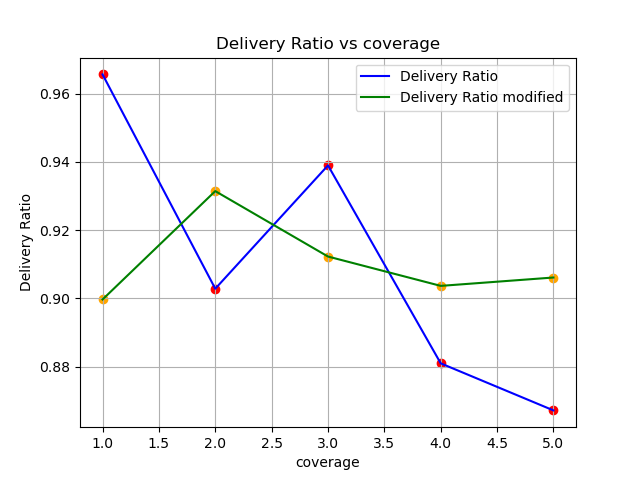 Delivery Ratio vs coverage
Delivery Ratio
Delivery Ratio modified
Delivery Ratio
0.96
0.94
0.92
0.90
0.88
1.0 1.5 2.0 2.5 3.0 3.5 4.0 4.5 5.0
coverage